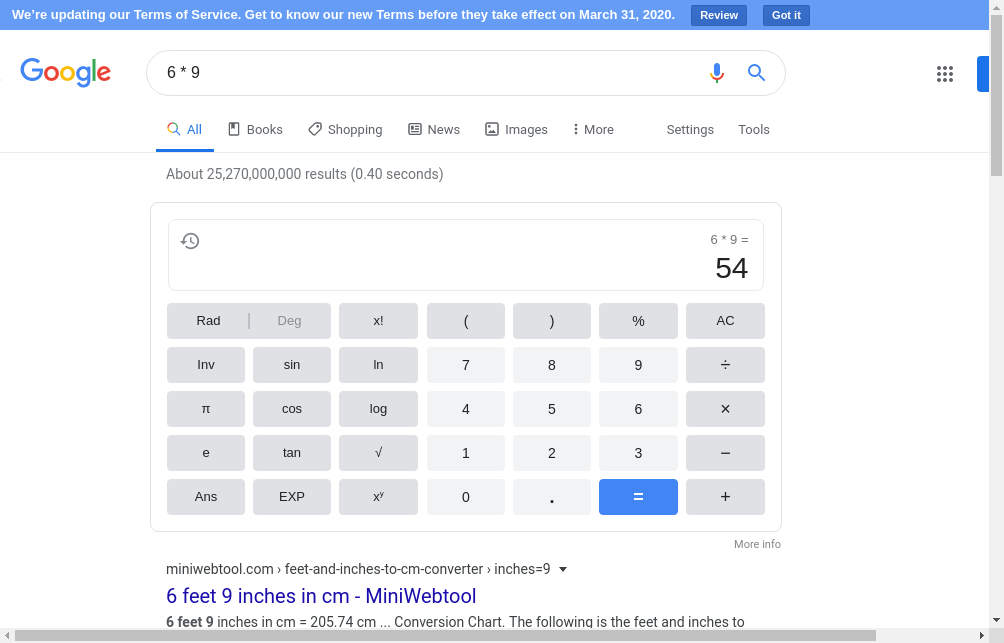 We're updating our Terms of Service. Get to know our new Terms before they take effect on March 31, 2020. Review Got it
Google 6 * 9
All Books Shopping News Images More Settings Tools
About 25,270,000,000 results (0.40 seconds)
6 * 9 =
54
Rad | Deg x! ( ) % AC
Inv sin ln 7 8 9 ÷
π cos log 4 5 6 ×
e tan √ 1 2 3 −
Ans EXP xʸ 0 . = +
More info
miniwebtool.com › feet-and-inches-to-cm-converter › inches=9
6 feet 9 inches in cm - MiniWebtool
6 feet 9 inches in cm = 205.74 cm ... Conversion Chart. The following is the feet and inches to